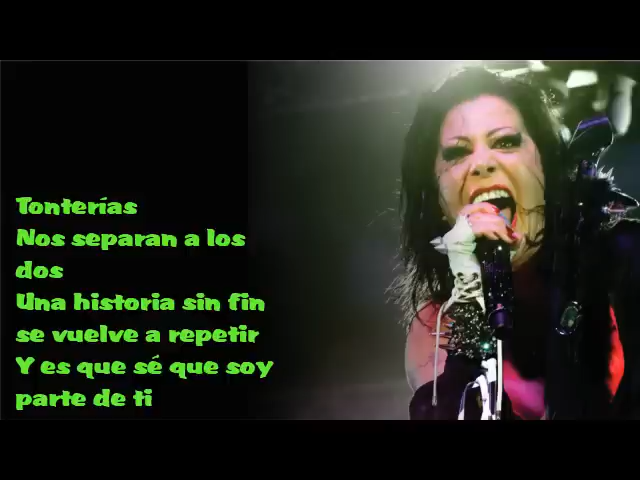 Tonterías
Nos separan a los
dos
Una historia sin fin
se vuelve a repetir
Y es que sé que soy
parte de ti